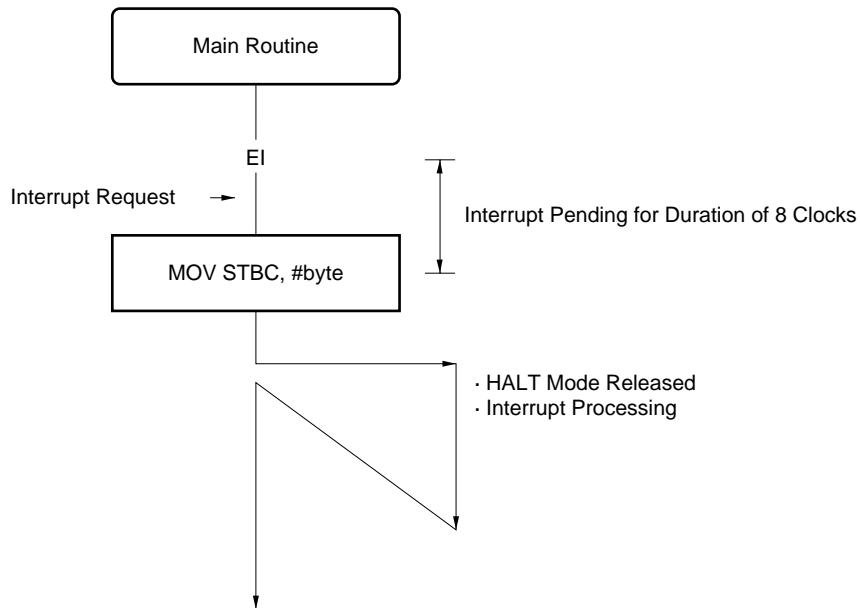 Main Routine
EI
Interrupt Request
Interrupt Pending for Duration of 8 Clocks
MOV STBC, #byte
· HALT Mode Released
· Interrupt Processing